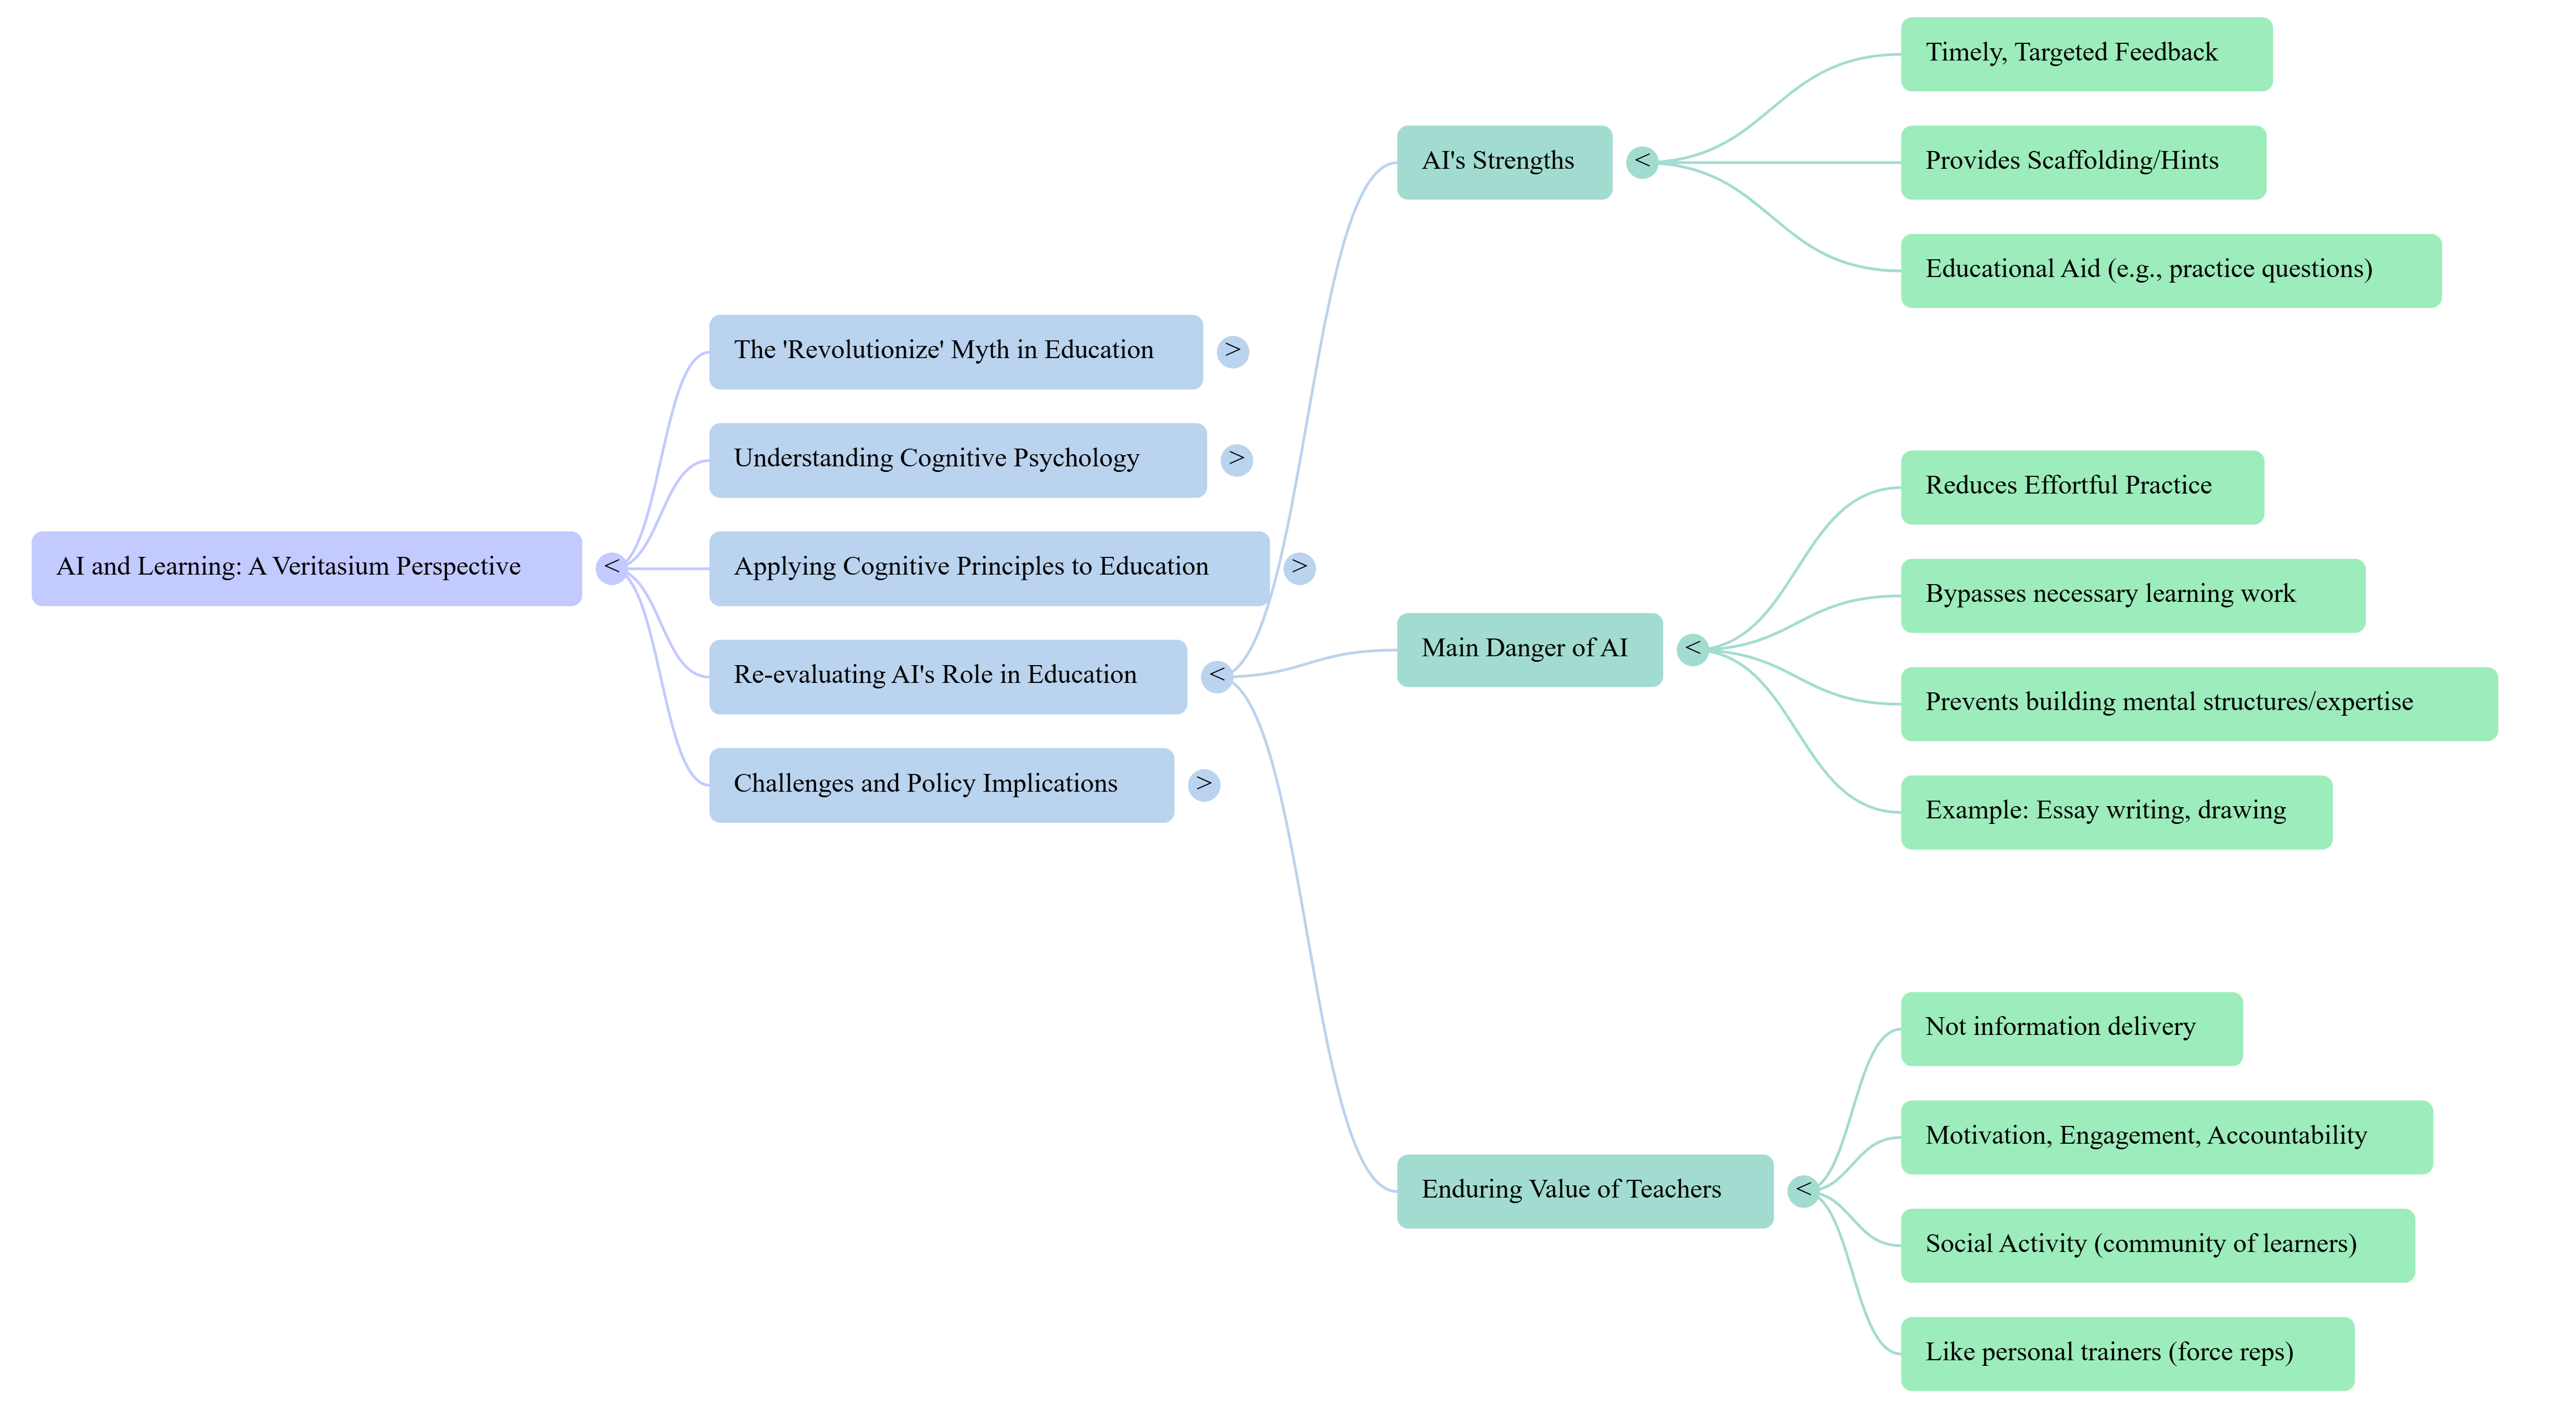 AI and Learning: A Veritasium Perspective
<
The 'Revolutionize' Myth in Education
>
Understanding Cognitive Psychology
>
Applying Cognitive Principles to Education
>
Re-evaluating AI's Role in Education
<
Challenges and Policy Implications
>
AI's Strengths
<
Timely, Targeted Feedback
Provides Scaffolding/Hints
Educational Aid (e.g., practice questions)
Main Danger of AI
<
Reduces Effortful Practice
Bypasses necessary learning work
Prevents building mental structures/expertise
Example: Essay writing, drawing
Enduring Value of Teachers
<
Not information delivery
Motivation, Engagement, Accountability
Social Activity (community of learners)
Like personal trainers (force reps)